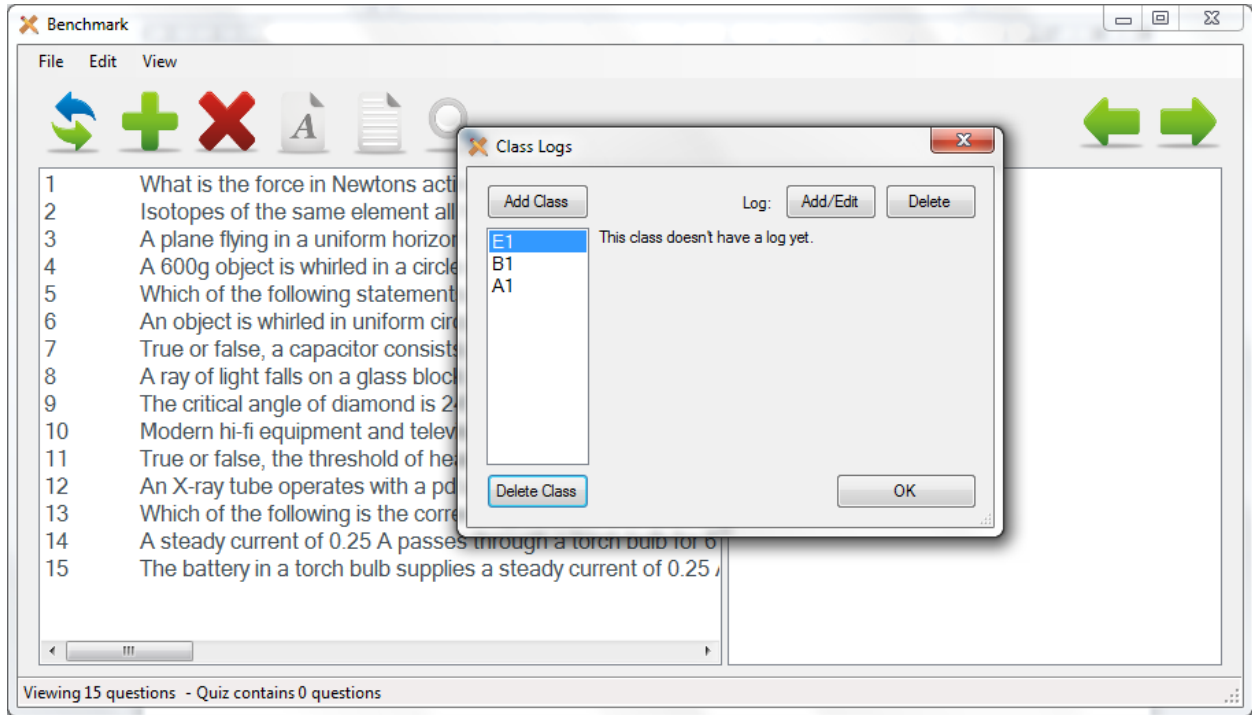 Benchmark
File Edit View
A
Class Logs
Add Class
Log: Add/Edit Delete
E1
B1
A1
This class doesn't have a log yet.
Delete Class
OK
1 What is the force in Newtons acti
2 Isotopes of the same element all
3 A plane flying in a uniform horizon
4 A 600g object is whirled in a circle
5 Which of the following statement
6 An object is whirled in uniform circ
7 True or false, a capacitor consists
8 A ray of light falls on a glass block
9 The critical angle of diamond is 24
10 Modern hi-fi equipment and telev
11 True or false, the threshold of hea
12 An X-ray tube operates with a pd
13 Which of the following is the corre
14 A steady current of 0.25 A passes through a torch bulb for 6
15 The battery in a torch bulb supplies a steady current of 0.25
Viewing 15 questions - Quiz contains 0 questions